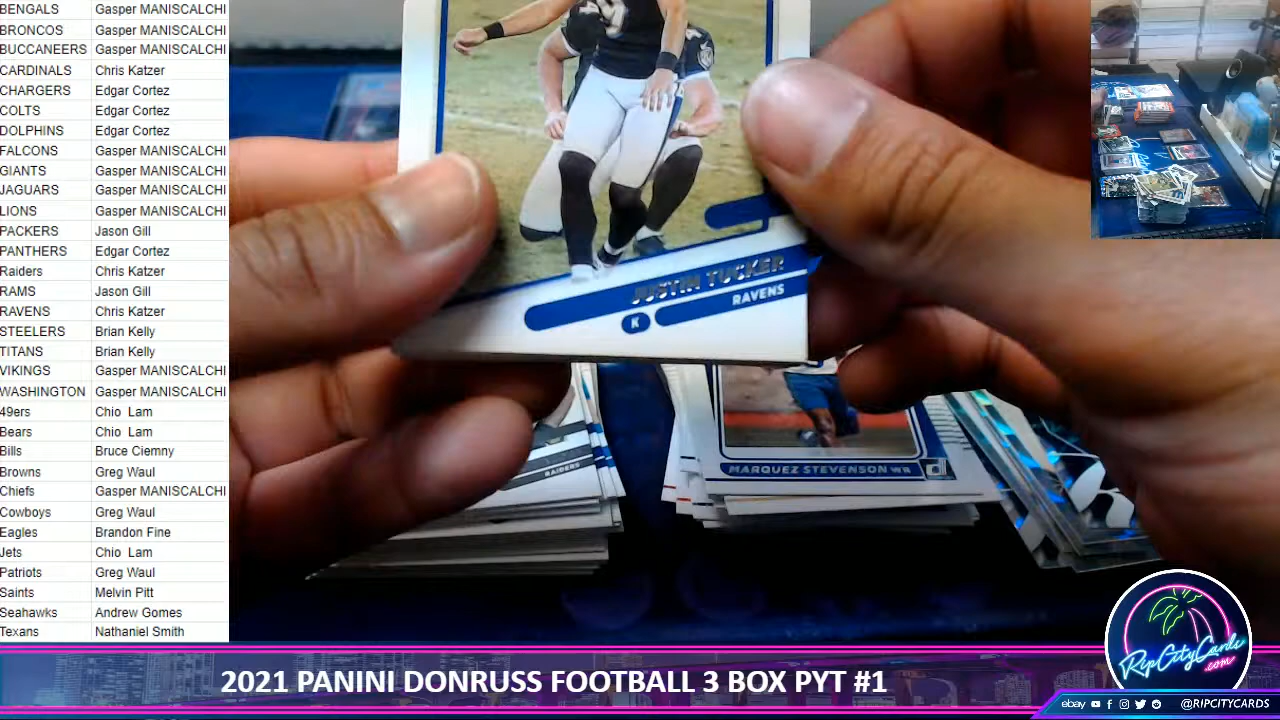 BENGALS Gasper MANISCALCHI
BRONCOS Gasper MANISCALCHI
BUCCANEERS Gasper MANISCALCHI
CARDINALS Chris Katzer
CHARGERS Edgar Cortez
COLTS Edgar Cortez
DOLPHINS Edgar Cortez
FALCONS Gasper MANISCALCHI
GIANTS Gasper MANISCALCHI
JAGUARS Gasper MANISCALCHI
LIONS Gasper MANISCALCHI
PACKERS Jason Gill
PANTHERS Edgar Cortez
Raiders Chris Katzer
RAMS Jason Gill
RAVENS Chris Katzer
STEELERS Brian Kelly
TITANS Brian Kelly
VIKINGS Gasper MANISCALCHI
WASHINGTON Gasper MANISCALCHI
49ers Chio Lam
Bears Chio Lam
Bills Bruce Ciemny
Browns Greg Waul
Chiefs Gasper MANISCALCHI
Cowboys Greg Waul
Eagles Brandon Fine
Jets Chio Lam
Patriots Greg Waul
Saints Melvin Pitt
Seahawks Andrew Gomes
Texans Nathaniel Smith
JUSTIN TUCKER
RAVENS
K
RAIDERS
MARQUEZ STEVENSON WR
RipCityCards
.com
2021 PANINI DONRUSS FOOTBALL 3 BOX PYT #1
ebay @RIPCITYCARDS